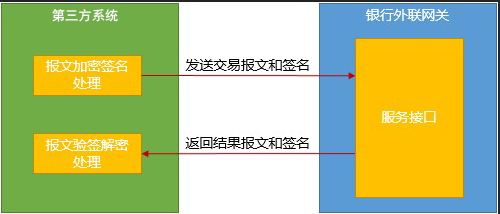 第三方系统
银行外联网关
报文加密签名
处理
发送交易报文和签名
服务接口
报文验签解密
处理
返回结果报文和签名